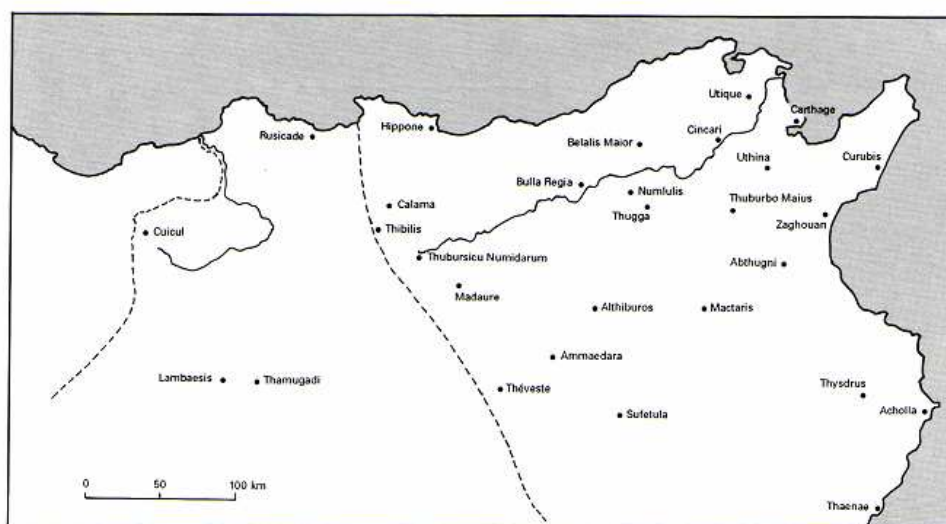 Utique
Carthage
Rusicade
Hippone
Cincari
Belalis Maior
Uthina
Curubis
Bulla Regia
Numlulis
Calama
Thugga
Thuburbo Maius
Zaghouan
Thibilis
Cuicul
Thubursicu Numidarum
Abthugni
Madaure
Althiburos
Mactaris
Ammaedara
Lambaesis
Thamugadi
Théveste
Thysdrus
Sufetula
Acholla
0 50 100 km
Thaenae